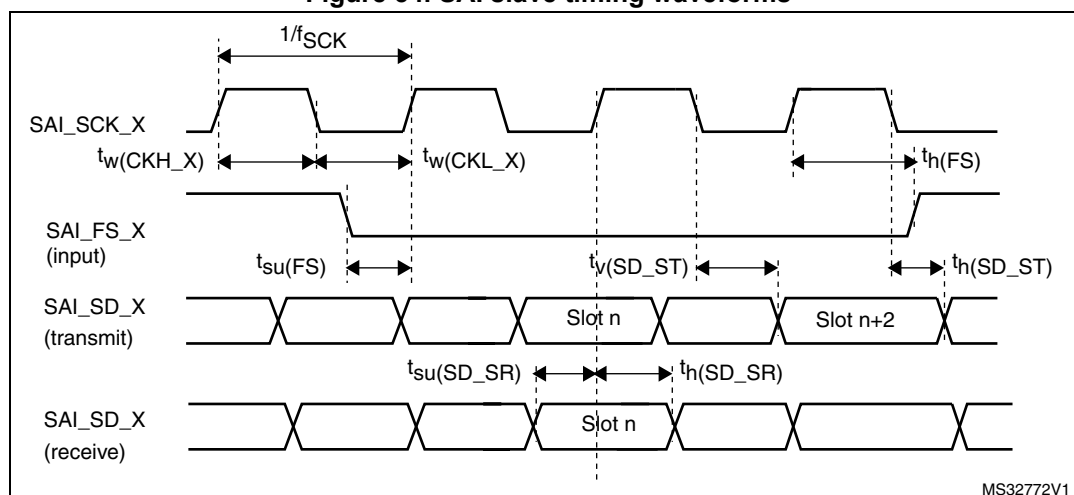 1/fSCK
SAI_SCK_X
tw(CKH_X)
tw(CKL_X)
th(FS)
SAI_FS_X
(input)
tsu(FS)
tv(SD_ST)
th(SD_ST)
SAI_SD_X
(transmit)
Slot n
Slot n+2
tsu(SD_SR)
th(SD_SR)
SAI_SD_X
(receive)
Slot n
MS32772V1